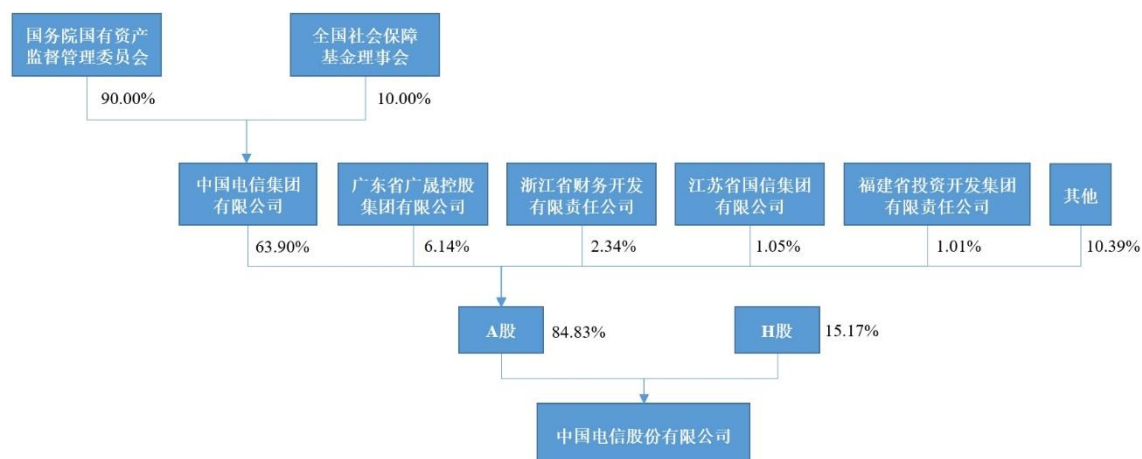 国务院国有资产
监督管理委员会
全国社会保障
基金理事会
90.00%
10.00%
中国电信集团
有限公司
广东省广晟控股
集团有限公司
浙江省财务开发
有限责任公司
江苏省国信集团
有限公司
福建省投资开发集团
有限责任公司
其他
63.90%
6.14%
2.34%
1.05%
1.01%
10.39%
A股
84.83%
H股
15.17%
中国电信股份有限公司